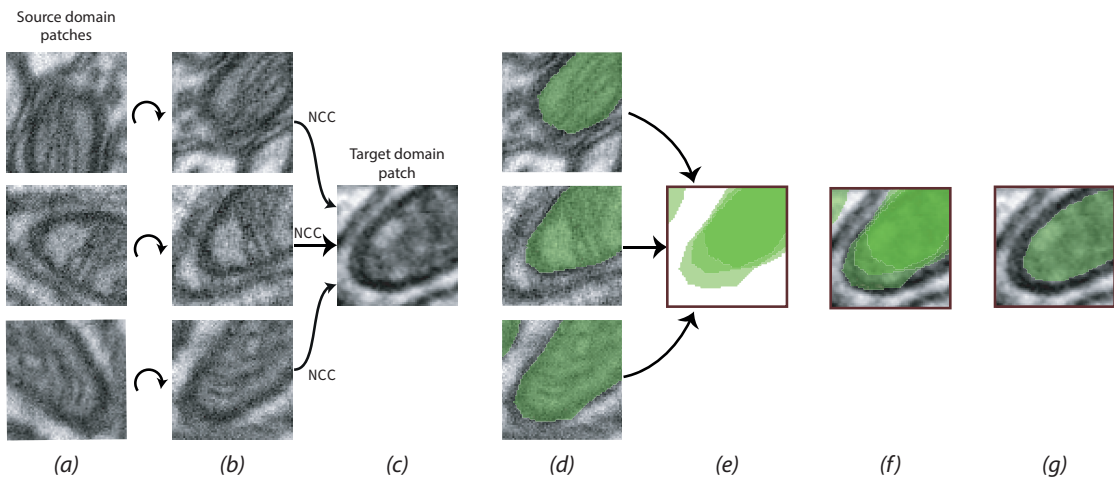 Source domain
patches
NCC
Target domain
patch
NCC
NCC
(a)
(b)
(c)
(d)
(e)
(f)
(g)